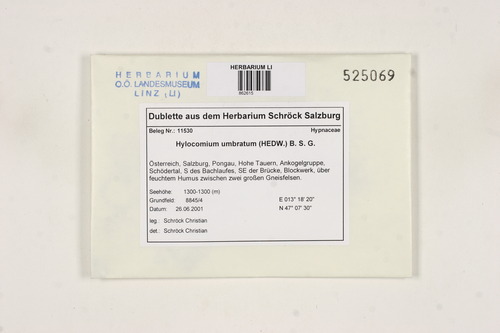 HERBARIUM
O.Ö. LANDESMUSEUM
LINZ (LI)
HERBARIUM LI
862615
525069
Dublette aus dem Herbarium Schröck Salzburg
Beleg Nr.: 11530 Hypnaceae
Hylocomium umbratum (HEDW.) B. S. G.
Österreich, Salzburg, Pongau, Hohe Tauern, Ankogelgruppe,
Schödertal, S des Bachlaufes, SE der Brücke, Blockwerk, über
feuchtem Humus zwischen zwei großen Gneisfelsen.
Seehöhe 1300-1300 (m) E 013° 18' 20"
Grundfeld 8845/4
Datum 26.06.2001 N 47° 07' 30"
leg.: Schröck Christian
det.: Schröck Christian